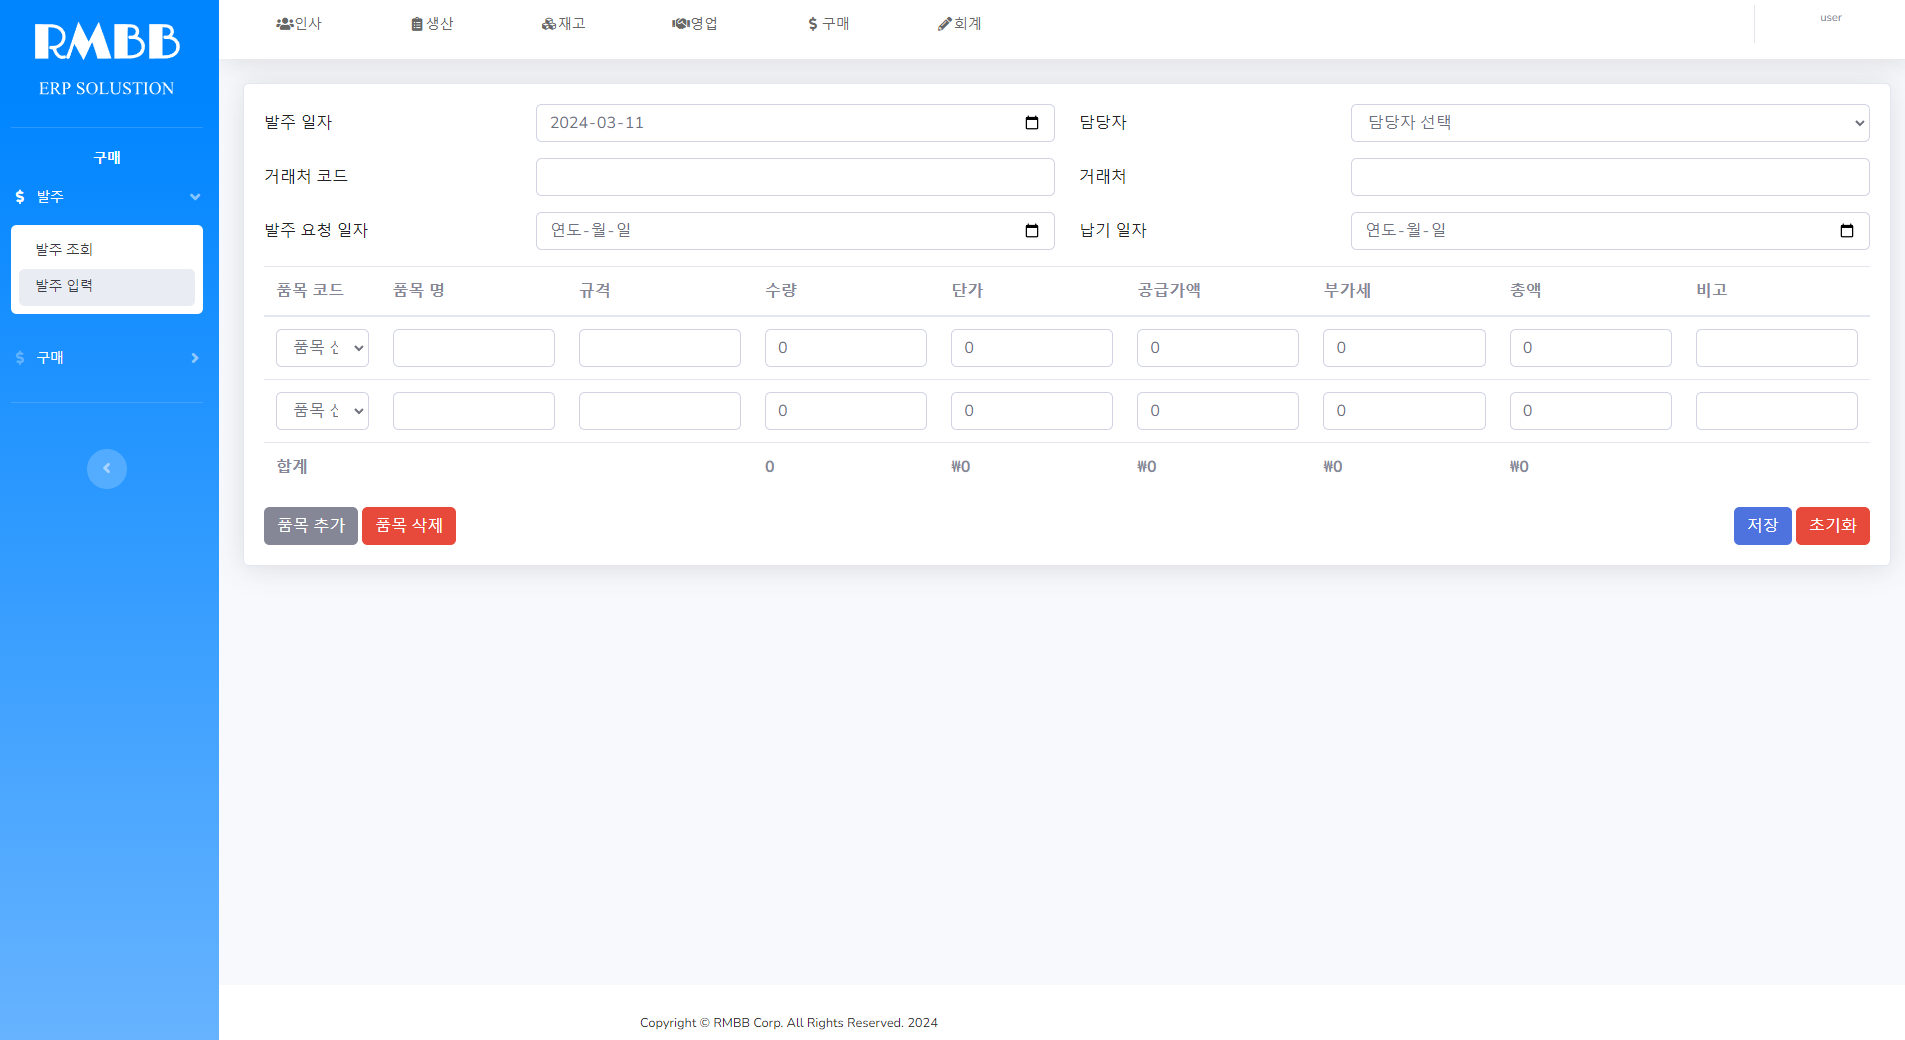 RMBB
ERP SOLUSTION
구매
발주
발주 조회
발주 입력
구매
인사 생산 재고 영업 구매 회계 user
발주 일자 2024-03-11 담당자 담당자 선택
거래처 코드 거래처
발주 요청 일자 연도-월-일 납기 일자 연도-월-일
품목 코드 품목 명 규격 수량 단가 공급가액 부가세 총액 비고
품목 0 0 0 0 0
품목 0 0 0 0 0
합계 0 ₩0 ₩0 ₩0 ₩0
품목 추가 품목 삭제 저장 초기화
Copyright © RMBB Corp. All Rights Reserved. 2024